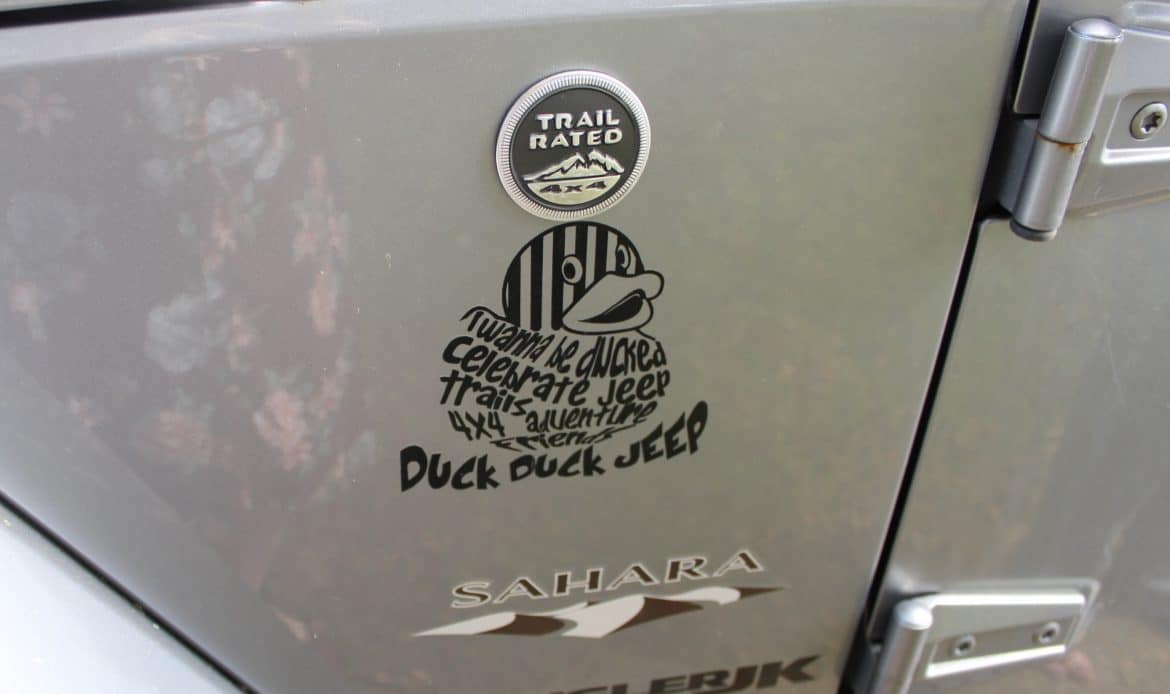 TRAIL
RATED
4x4
I wanna be ducked
celebrate Jeep
trails adventure
4x4 friends
DUCK DUCK JEEP
SAHARA